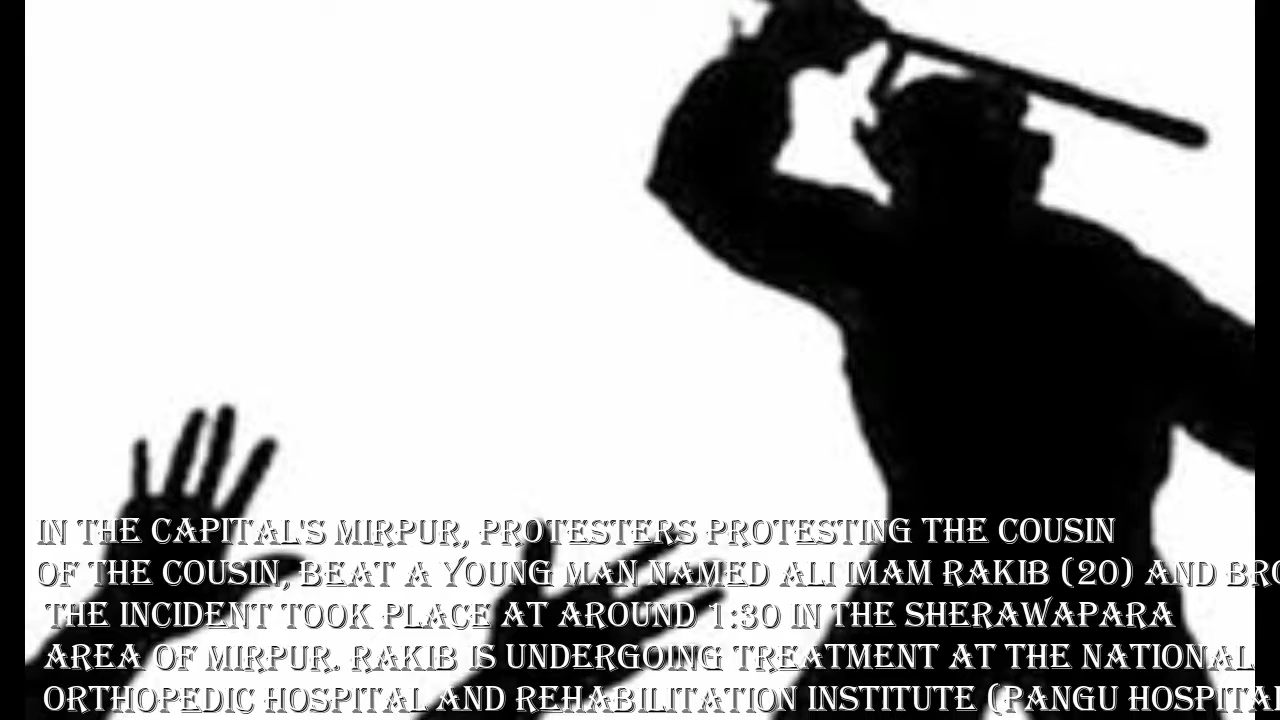 IN THE CAPITAL'S MIRPUR, PROTESTERS PROTESTING THE COUSIN
OF THE COUSIN, BEAT A YOUNG MAN NAMED ALI IMAM RAKIB (20) AND
THE INCIDENT TOOK PLACE AT AROUND 1:30 IN THE SHERAWAPARA
AREA OF MIRPUR. RAKIB IS UNDERGOING TREATMENT AT THE NATIONAL
ORTHOPEDIC HOSPITAL AND REHABILITATION INSTITUTE (PANGU